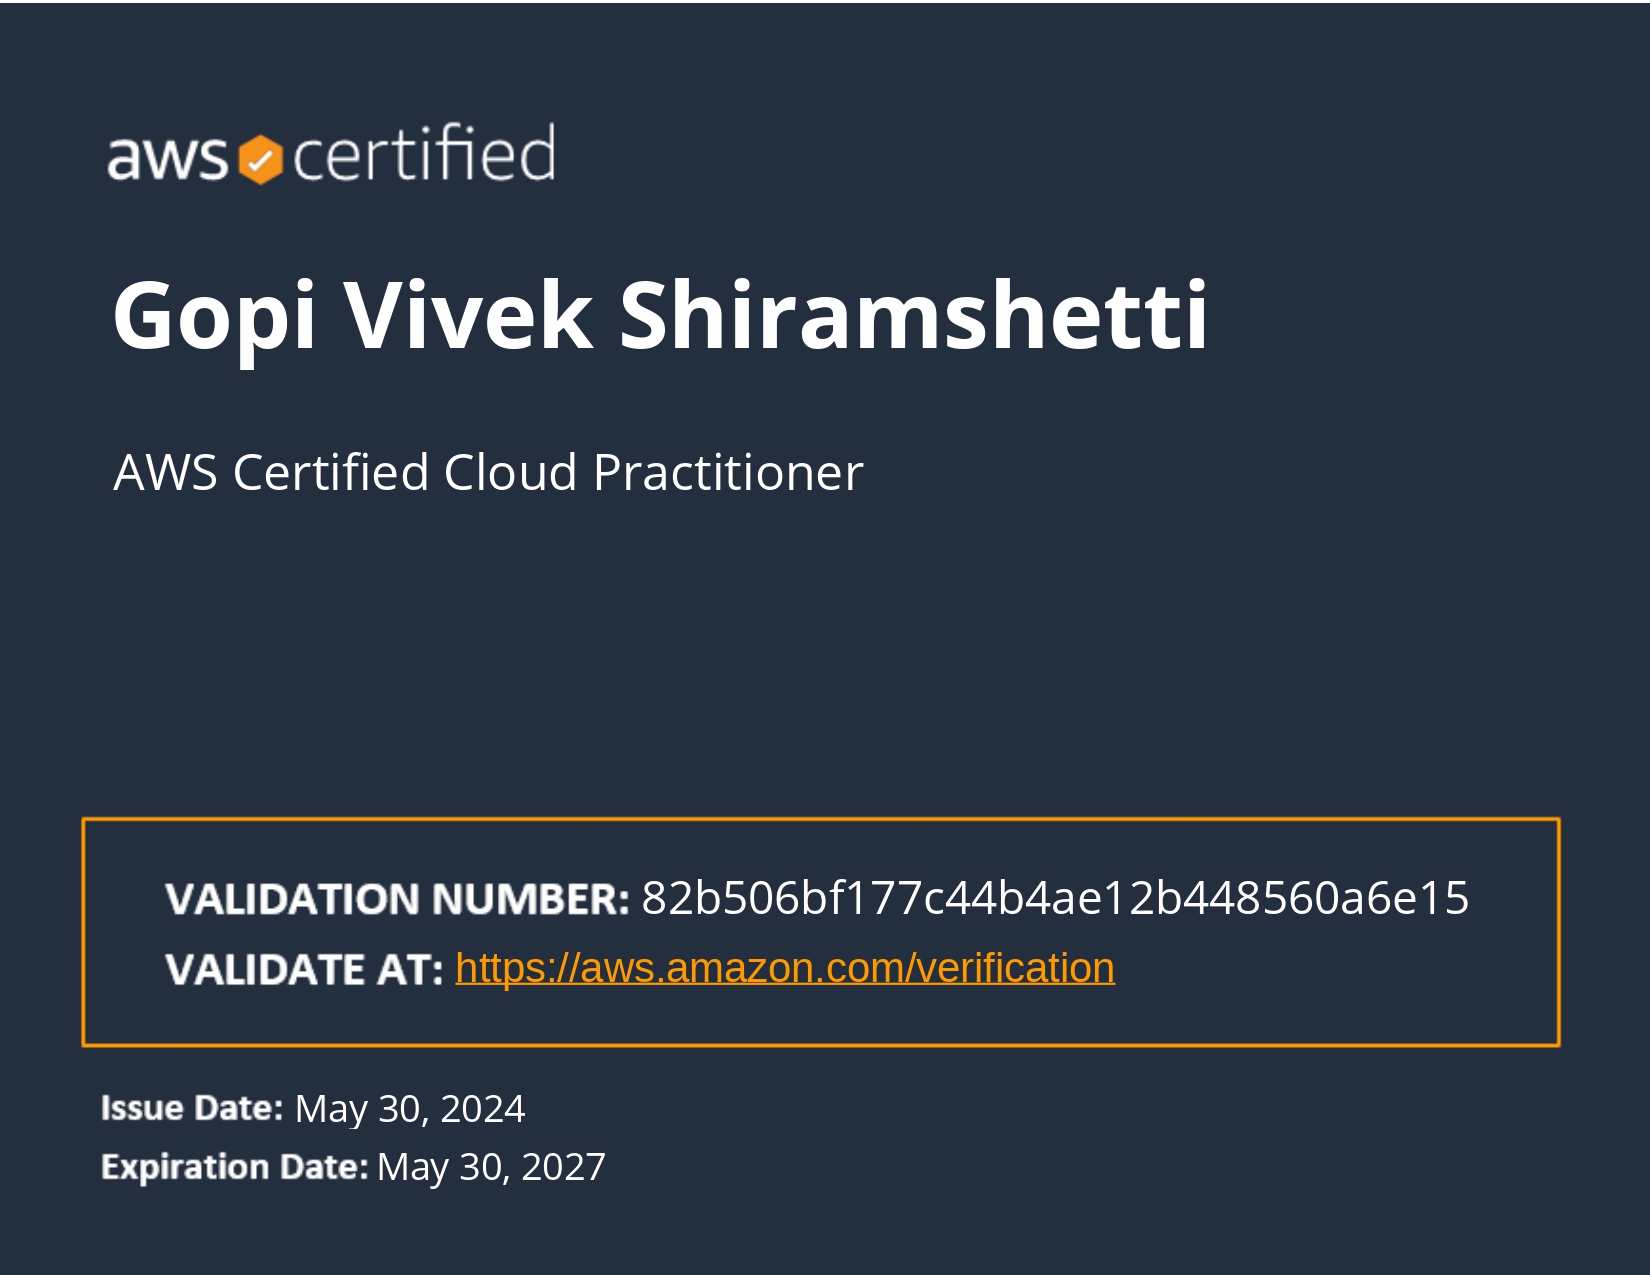 aws certified
Gopi Vivek Shiramshetti
AWS Certified Cloud Practitioner
VALIDATION NUMBER: 82b506bf177c44b4ae12b448560a6e15
VALIDATE AT: https://aws.amazon.com/verification
Issue Date: May 30, 2024
Expiration Date: May 30, 2027